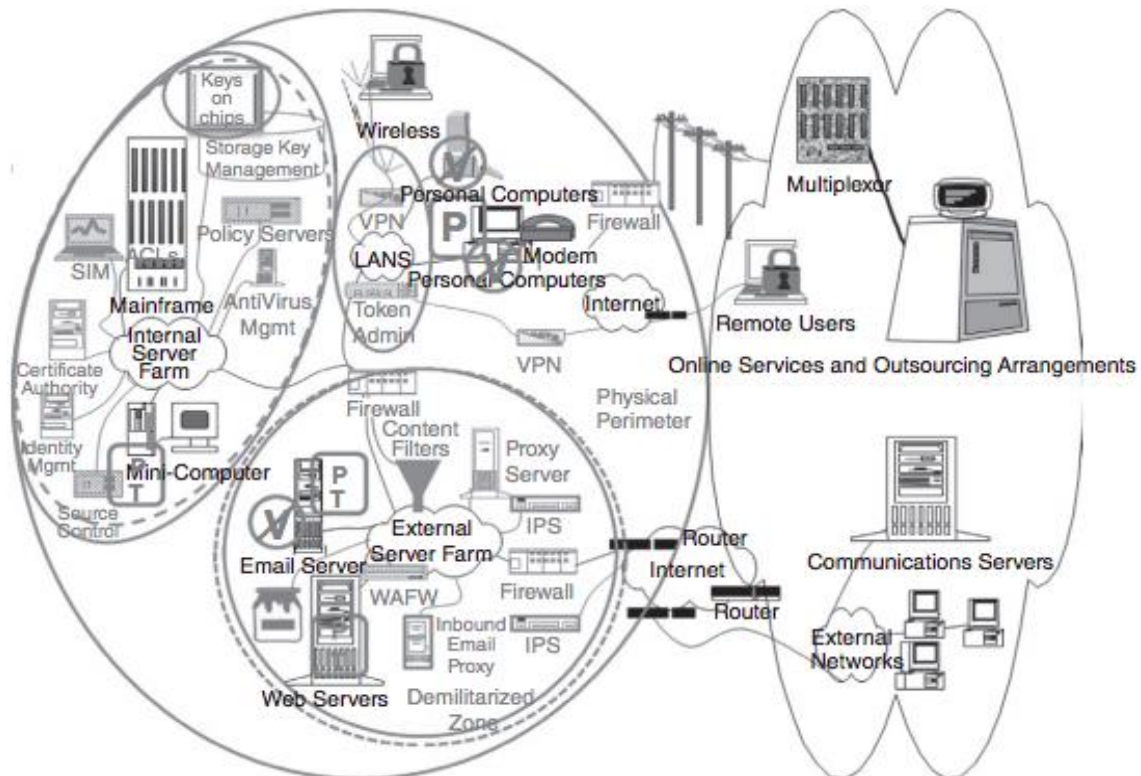 Keys
on
chips
Storage Key
Management
Wireless
VPN
Personal Computers
P
V
Firewall
Multiplexor
SIM
ACLs
Policy Servers
Mainframe
AntiVirus
Mgmt
LANS
Modem
Personal Computers
V
Token
Admin
Internet
Remote Users
VPN
Online Services and Outsourcing Arrangements
Internal
Server
Farm
Certificate
Authority
Identity
Mgmt
Mini-Computer
P
T
Source
Control
Firewall
Physical
Perimeter
Content
Filters
Proxy
Server
P
T
V
IPS
External
Server Farm
Email Server
WAFW
Firewall
Router
Internet
Router
Communications Servers
Inbound
Email
Proxy
IPS
External
Networks
Web Servers
Demilitarized
Zone